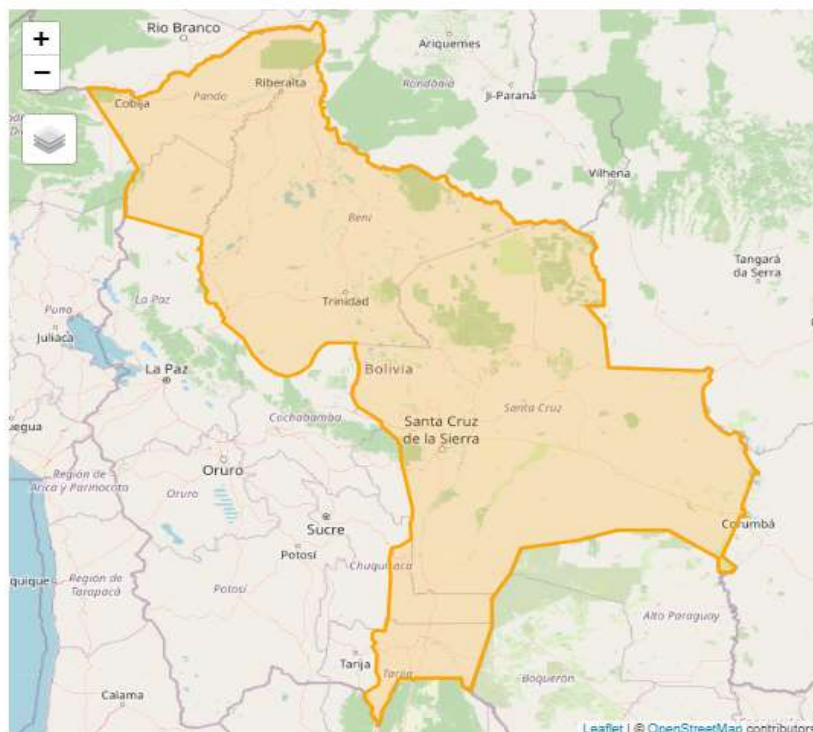 +
−
Rio Branco
Ariquemes
Riberalta
Rondônia
Ji-Paraná
Cobija
Pando
Vilhena
Beni
Tangará
da Serra
La Paz
Trinidad
Puno
Juliaca
La Paz
Bolivia
Cochabamba
Santa Cruz
de la Sierra
Santa Cruz
Oruro
Región de
Arica y Parinacota
Oruro
Sucre
Corumbá
Potosí
Chuquisaca
Región de
Tarapacá
Potosí
Alto Paraguay
Tarija
Tarija
Boquerón
Calama
Leaflet | © OpenStreetMap contributors